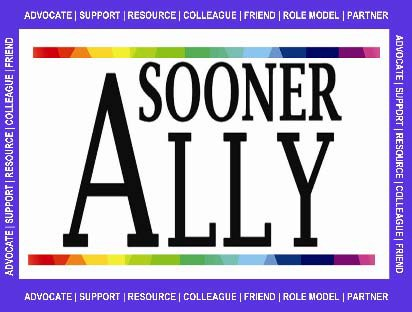 ADVOCATE | SUPPORT | RESOURCE | COLLEAGUE | FRIEND | ROLE MODEL | PARTNER
ADVOCATE | SUPPORT | RESOURCE | COLLEAGUE | FRIEND
SOONER
ALLY
ADVOCATE | SUPPORT | RESOURCE | COLLEAGUE | FRIEND
ADVOCATE | SUPPORT | RESOURCE | COLLEAGUE | FRIEND | ROLE MODEL | PARTNER